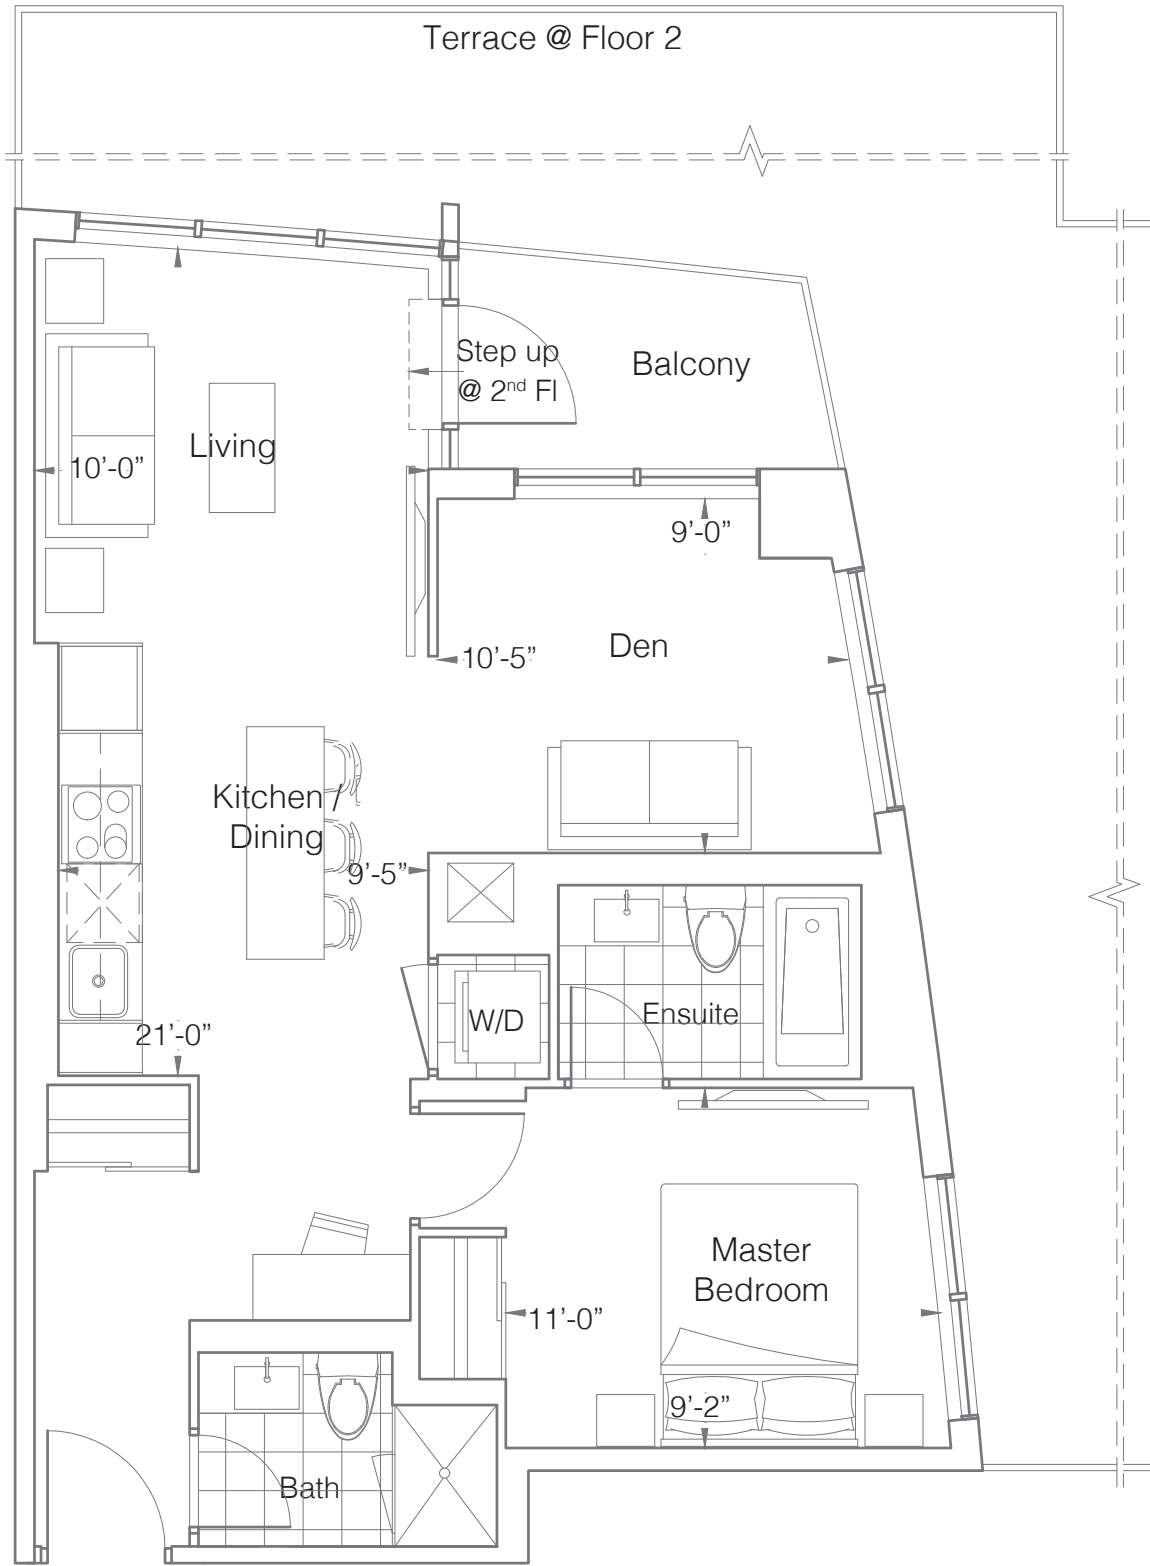 Terrace @ Floor 2
Step up
@ 2nd Fl
Balcony
Living
10’-0”
9’-0”
Den
10’-5”
Kitchen /
Dining
9’-5”
21’-0”
W/D
Ensuite
Master
Bedroom
11’-0”
9’-2”
Bath